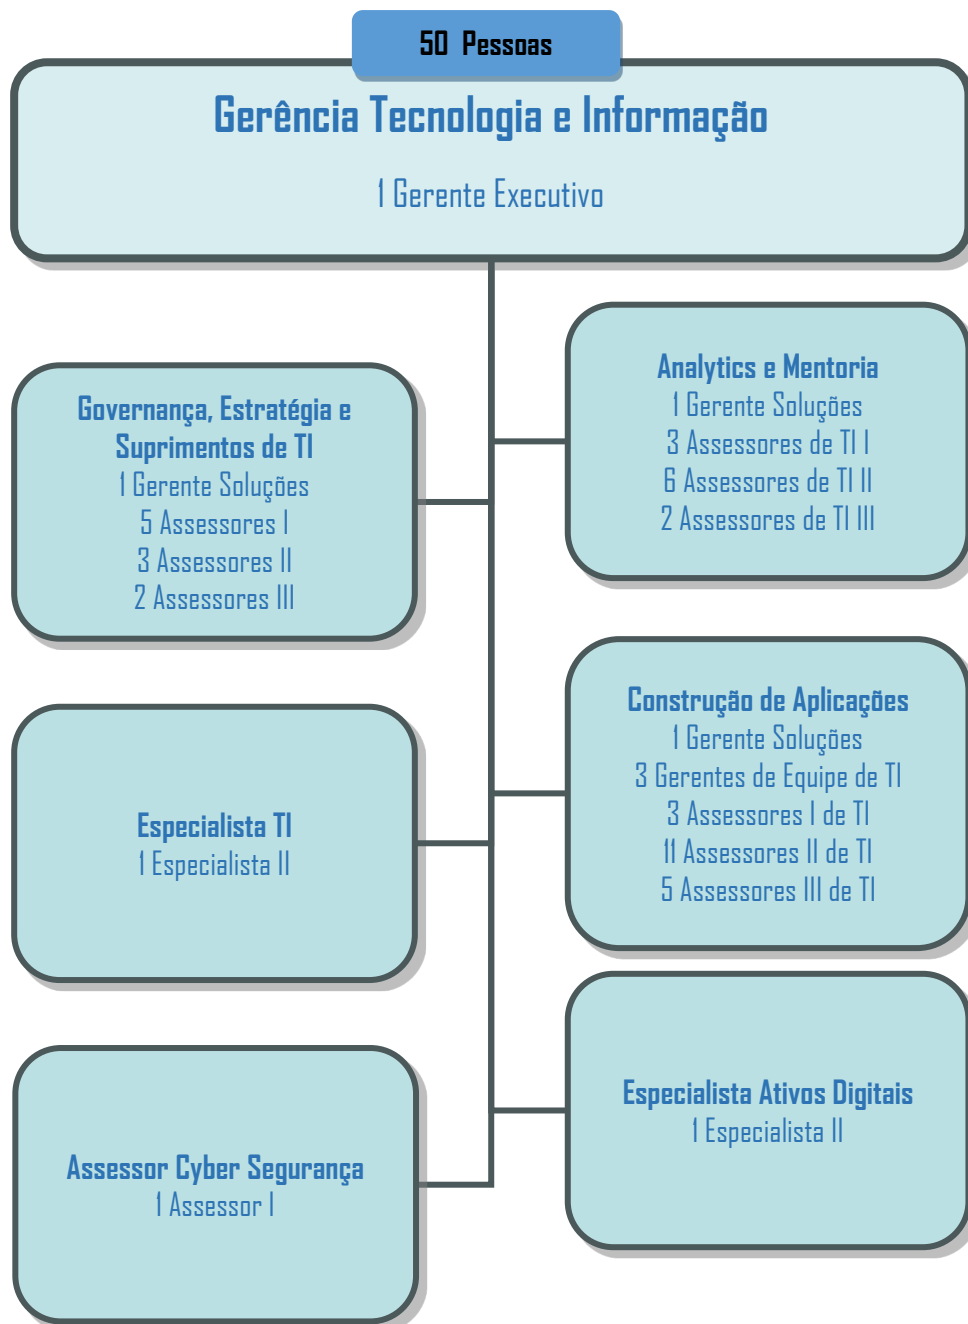 50 Pessoas
Gerência Tecnologia e Informação
1 Gerente Executivo
Governança, Estratégia e
Suprimentos de TI
1 Gerente Soluções
5 Assessores I
3 Assessores II
2 Assessores III
Analytics e Mentoria
1 Gerente Soluções
3 Assessores de TI I
6 Assessores de TI II
2 Assessores de TI III
Especialista TI
1 Especialista II
Construção de Aplicações
1 Gerente Soluções
3 Gerentes de Equipe de TI
3 Assessores I de TI
11 Assessores II de TI
5 Assessores III de TI
Assessor Cyber Segurança
1 Assessor I
Especialista Ativos Digitais
1 Especialista II